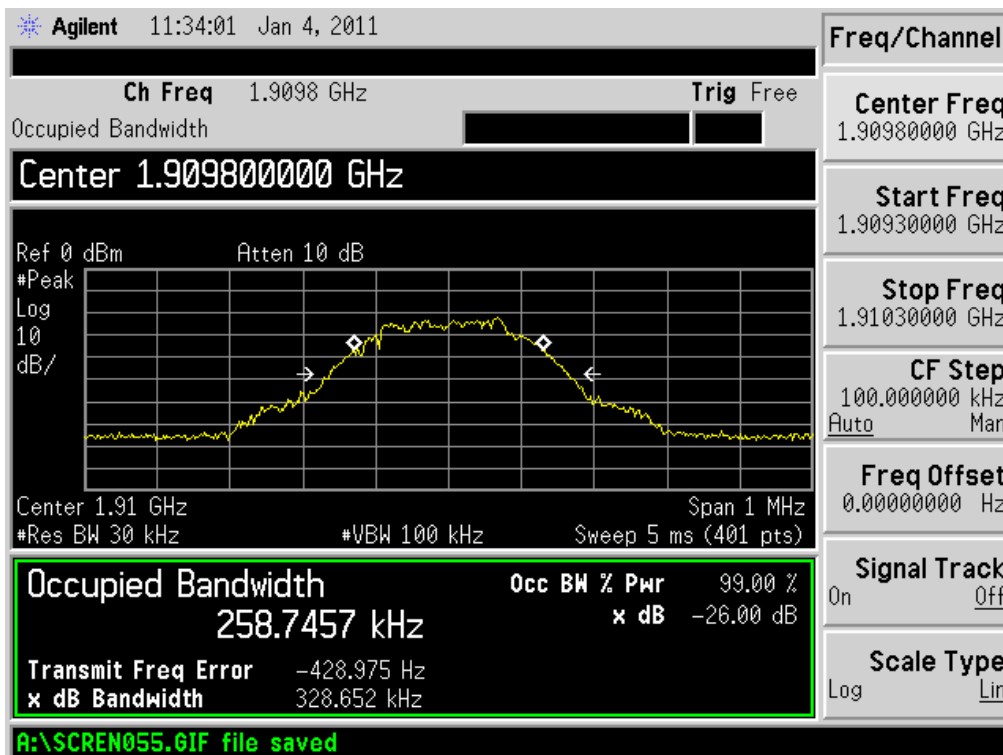 Agilent 11:34:01 Jan 4, 2011
Ch Freq 1.9098 GHz Trig Free
Occupied Bandwidth
Center 1.909800000 GHz
Ref 0 dBm Atten 10 dB
#Peak
Log
10
dB/
Center 1.91 GHz Span 1 MHz
#Res BW 30 kHz #VBW 100 kHz Sweep 5 ms (401 pts)
Occupied Bandwidth Occ BW % Pwr 99.00 %
258.7457 kHz x dB -26.00 dB
Transmit Freq Error -428.975 Hz
x dB Bandwidth 328.652 kHz
A:\SCREN055.GIF file saved
Freq/Channel
Center Freq
1.90980000 GHz
Start Freq
1.90930000 GHz
Stop Freq
1.91030000 GHz
CF Step
100.000000 kHz
Auto Man
Freq Offset
0.00000000 Hz
Signal Track
On Off
Scale Type
Log Lin